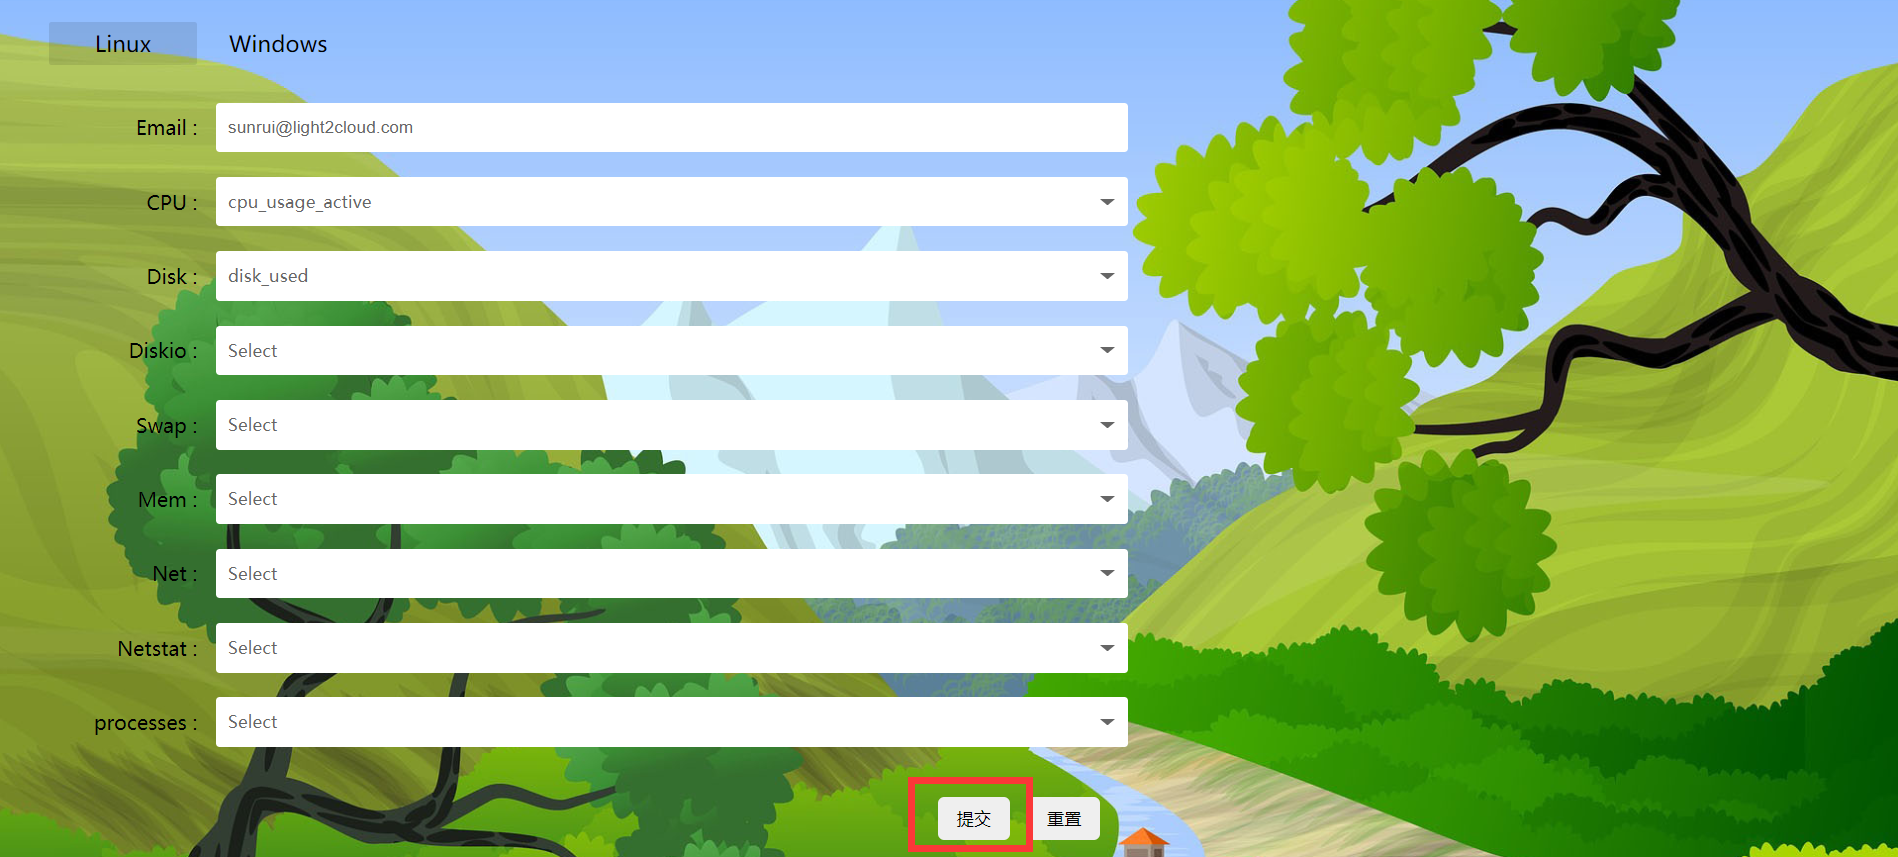 Linux Windows
Email : sunrui@light2cloud.com
CPU : cpu_usage_active
Disk : disk_used
Diskio : Select
Swap : Select
Mem : Select
Net : Select
Netstat : Select
processes : Select
提交 重置